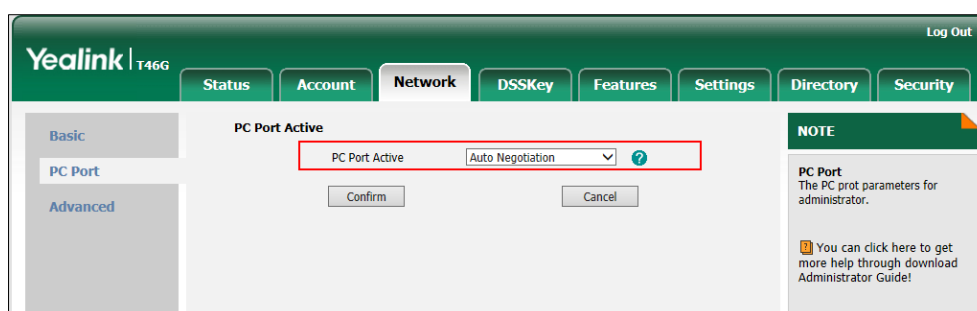 Log Out
Yealink | T46G
Status Account Network DSSKey Features Settings Directory Security
Basic
PC Port
Advanced
PC Port Active
PC Port Active Auto Negotiation ?
Confirm Cancel
NOTE
PC Port
The PC prot parameters for
administrator.
? You can click here to get
more help through download
Administrator Guide!